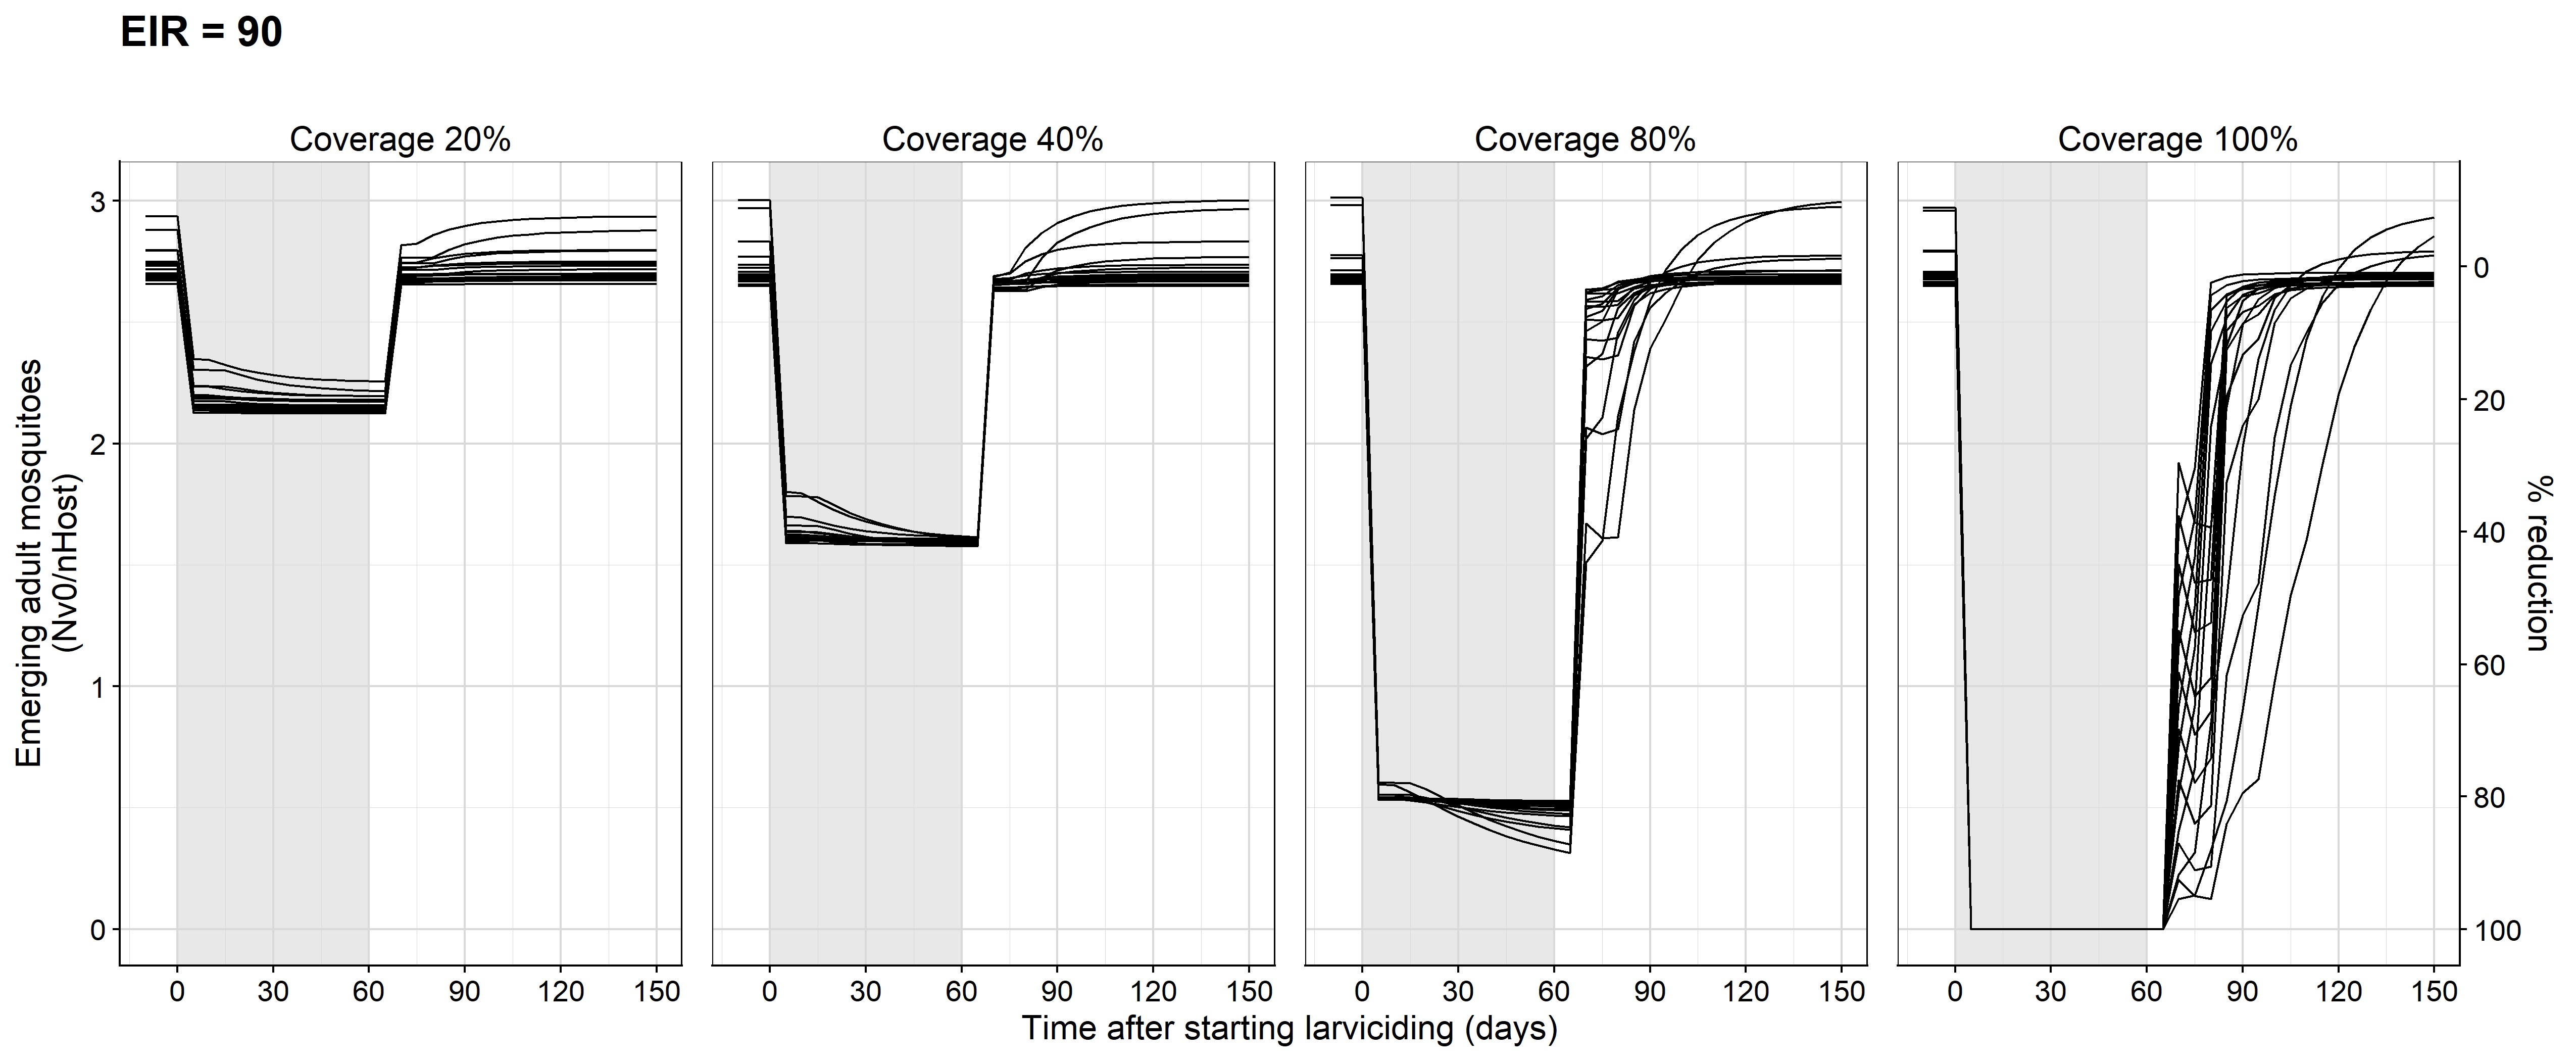 EIR = 90
Coverage 20%
Coverage 40%
Coverage 80%
Coverage 100%
Emerging adult mosquitoes
(Nv0/nHost)
3
2
1
0
0
20
40
60
80
100
% reduction
0 30 60 90 120 150
0 30 60 90 120 150
0 30 60 90 120 150
0 30 60 90 120 150
Time after starting larviciding (days)